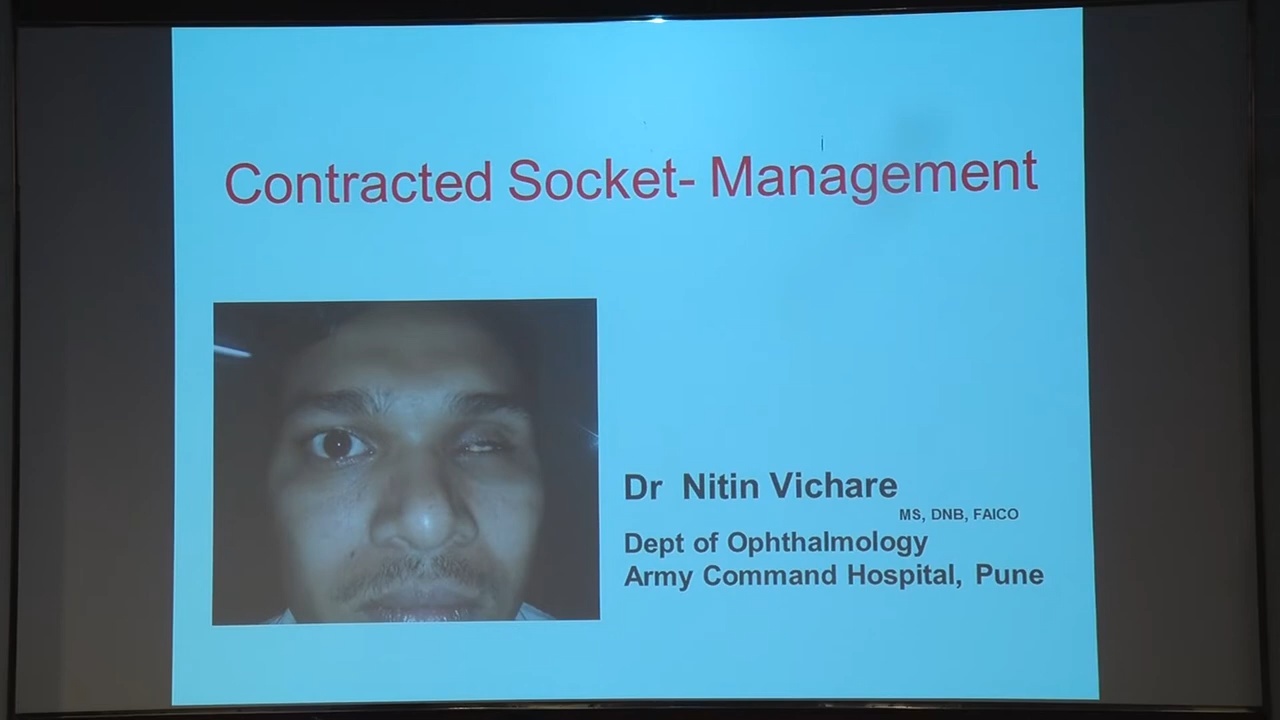 Contracted Socket- Management
Dr Nitin Vichare
MS, DNB, FAICO
Dept of Ophthalmology
Army Command Hospital, Pune